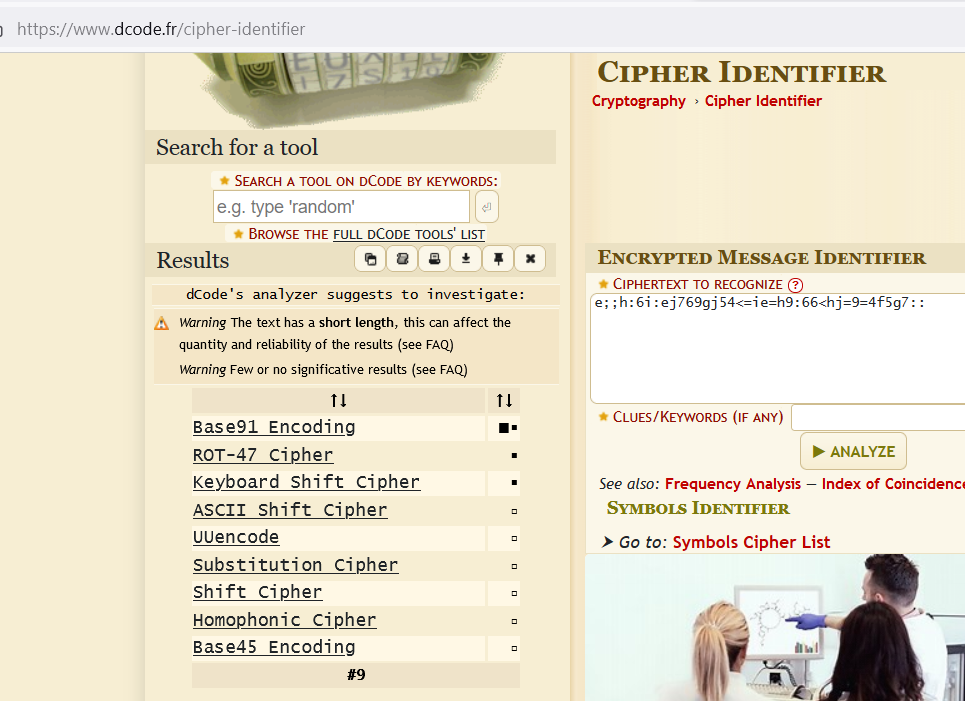 https://www.dcode.fr/cipher-identifier
Search for a tool
Search a tool on dCode by keywords:
e.g. type 'random'
Browse the full dCode tools' list
Results
dCode's analyzer suggests to investigate:
Warning The text has a short length, this can affect the
quantity and reliability of the results (see FAQ)
Warning Few or no significative results (see FAQ)
↑↓ ↑↓
Base91 Encoding
ROT-47 Cipher
Keyboard Shift Cipher
ASCII Shift Cipher
UUencode
Substitution Cipher
Shift Cipher
Homophonic Cipher
Base45 Encoding
#9
Cipher Identifier
Cryptography › Cipher Identifier
Encrypted Message Identifier
Ciphertext to recognize ?
e;;h:6i:ej769gj54<=ie=h9:66<hj=9=4f5g7::
Clues/Keywords (if any)
▶ ANALYZE
See also: Frequency Analysis — Index of Coincidence
Symbols Identifier
➤ Go to: Symbols Cipher List